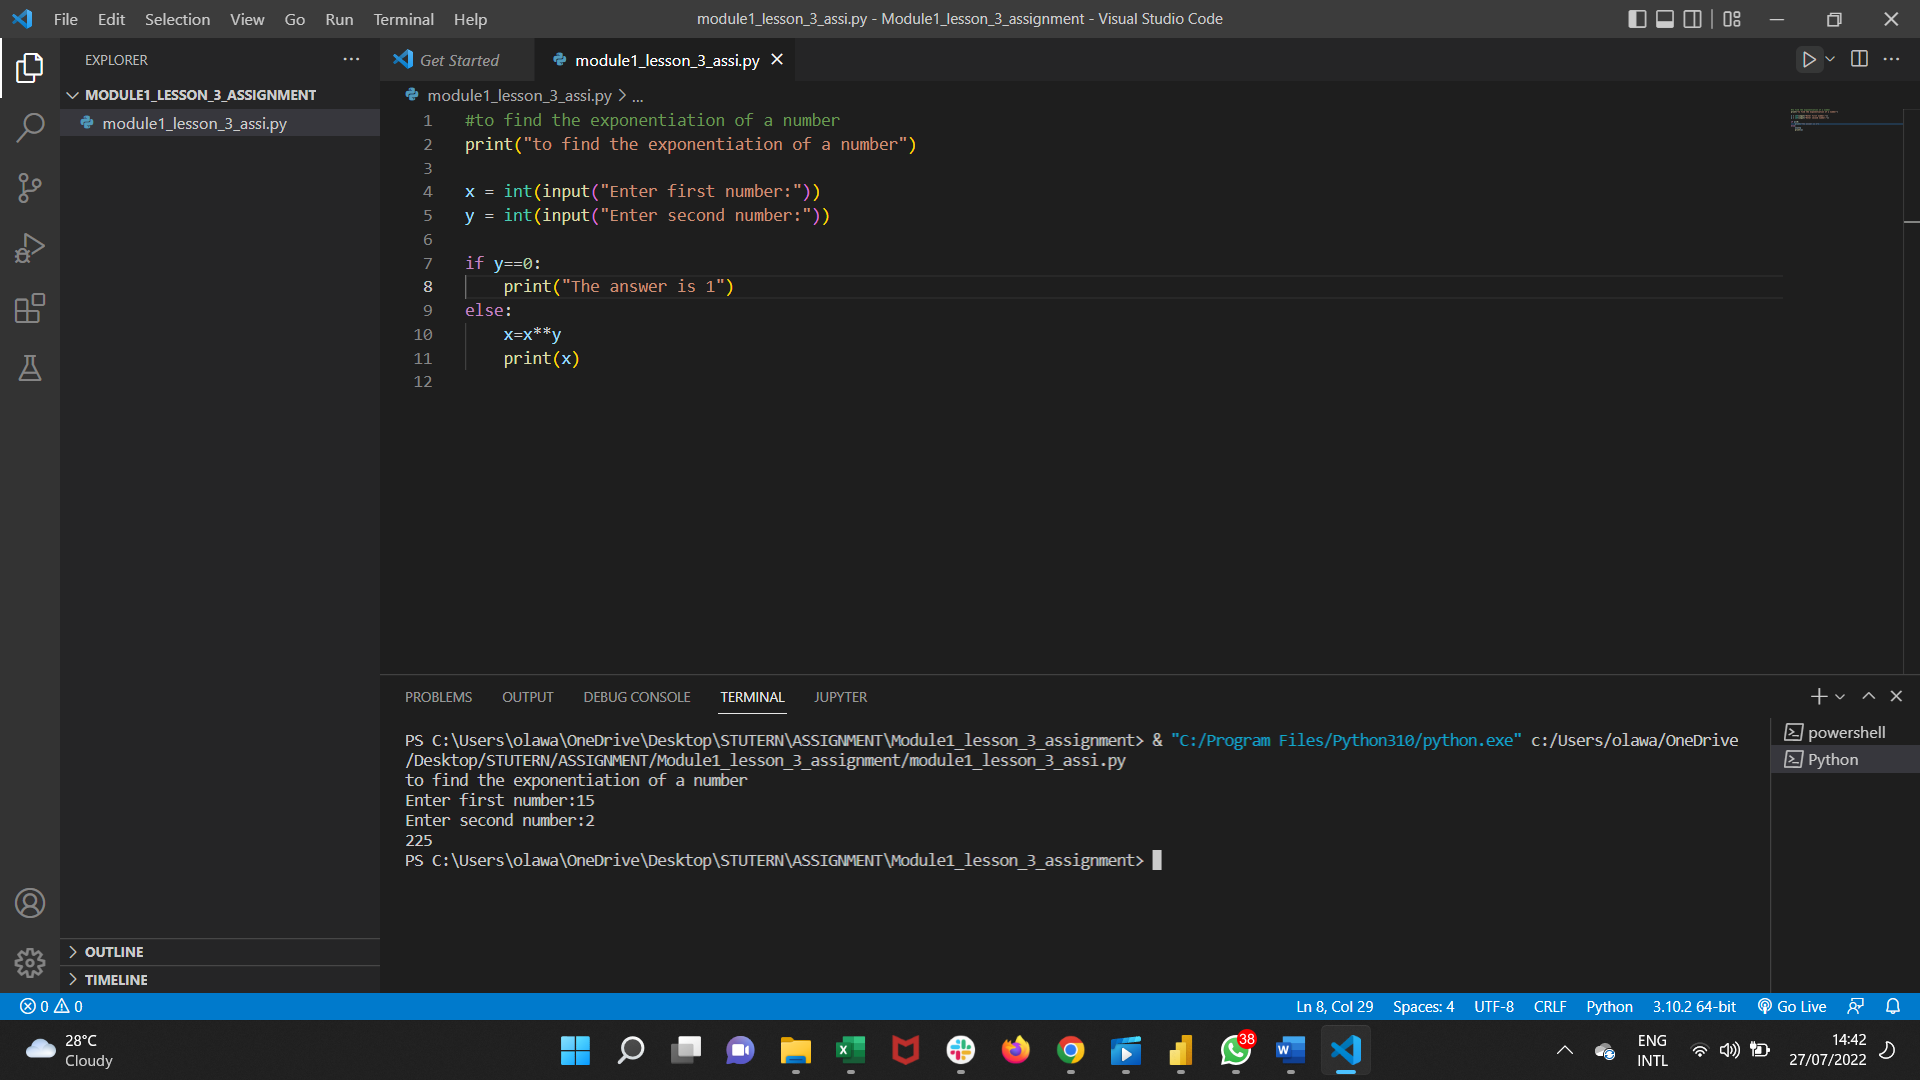 File Edit Selection View Go Run Terminal Help
module1_lesson_3_assi.py - Module1_lesson_3_assignment - Visual Studio Code
EXPLORER
MODULE1_LESSON_3_ASSIGNMENT
module1_lesson_3_assi.py
Get Started
module1_lesson_3_assi.py
module1_lesson_3_assi.py > ...
1 #to find the exponentiation of a number
2 print("to find the exponentiation of a number")
3
4 x = int(input("Enter first number:"))
5 y = int(input("Enter second number:"))
6
7 if y==0:
8     print("The answer is 1")
9 else:
10     x=x**y
11     print(x)
12
PROBLEMS OUTPUT DEBUG CONSOLE TERMINAL JUPYTER
PS C:\Users\olawa\OneDrive\Desktop\STUTERN\ASSIGNMENT\Module1_lesson_3_assignment> & "C:/Program Files/Python310/python.exe" c:/Users/olawa/OneDrive
/Desktop/STUTERN/ASSIGNMENT/Module1_lesson_3_assignment/module1_lesson_3_assi.py
to find the exponentiation of a number
Enter first number:15
Enter second number:2
225
PS C:\Users\olawa\OneDrive\Desktop\STUTERN\ASSIGNMENT\Module1_lesson_3_assignment>
powershell
Python
OUTLINE
TIMELINE
0 0
Ln 8, Col 29 Spaces: 4 UTF-8 CRLF Python 3.10.2 64-bit Go Live
28°C
Cloudy
38
ENG
INTL
14:42
27/07/2022